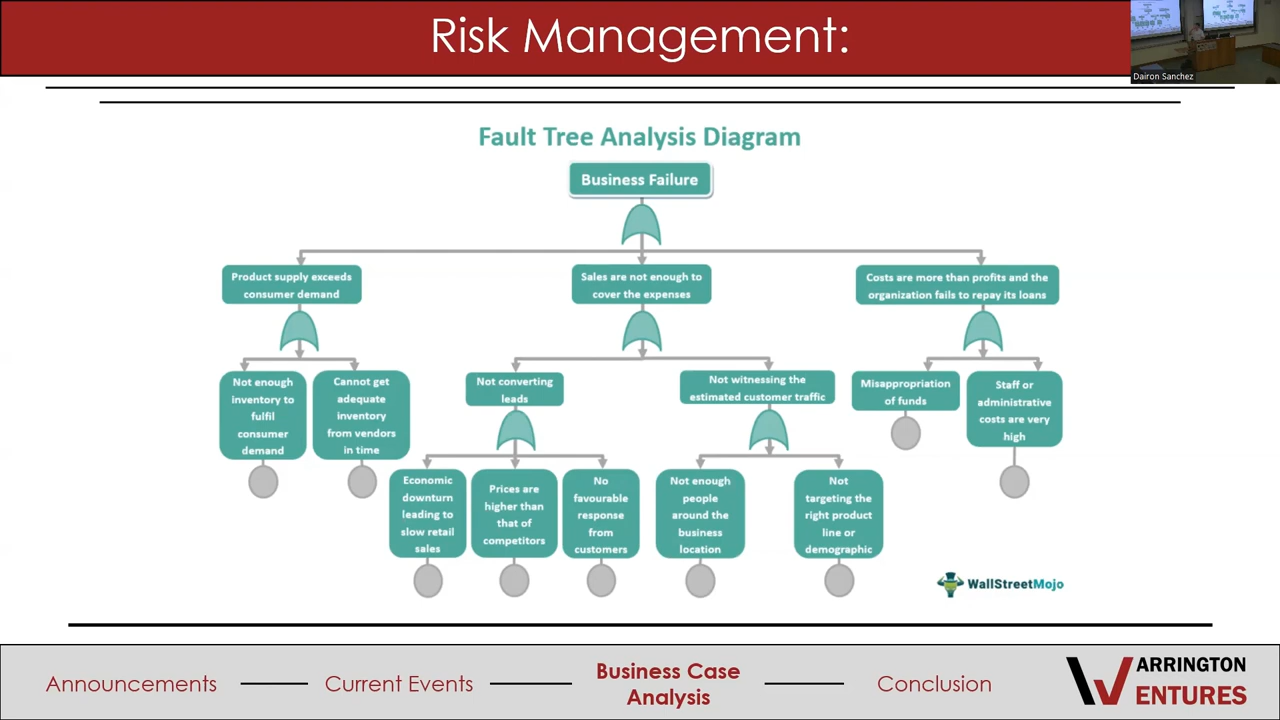 Risk Management:
Dairon Sanchez
Fault Tree Analysis Diagram
Business Failure
Product supply exceeds
consumer demand
Sales are not enough to
cover the expenses
Costs are more than profits and the
organization fails to repay its loans
Not enough
inventory to
fulfil
consumer
demand
Cannot get
adequate
inventory
from vendors
in time
Not converting
leads
Not witnessing the
estimated customer traffic
Misappropriation
of funds
Staff or
administrative
costs are very
high
Economic
downturn
leading to
slow retail
sales
Prices are
higher than
that of
competitors
No
favourable
response
from
customers
Not enough
people
around the
business
location
Not
targeting the
right product
line or
demographic
WallStreetMojo
Announcements
Current Events
Business Case
Analysis
Conclusion
WARRINGTON
VENTURES